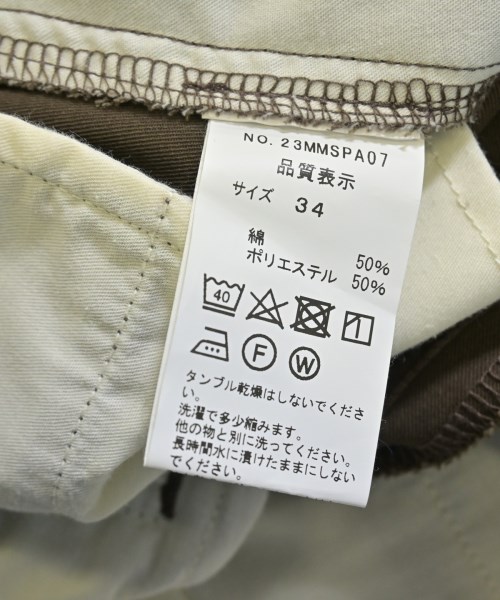 NO. 23MMSPA07
品質表示
サイズ 34
綿 50%
ポリエステル 50%
40
F W
タンブル乾燥はしないでくださ
い。
洗濯で多少縮みます。
他の物と別に洗ってください。
長時間水に漬けたままにしない
でください。